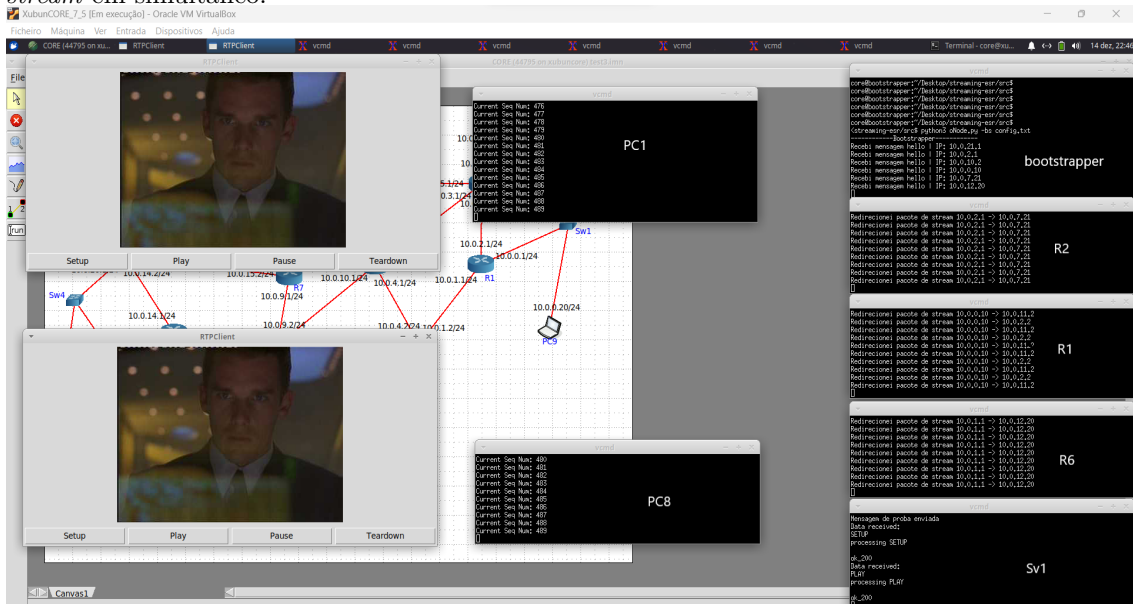 stream em simultâneo.
XubunCORE_7_5 [Em execução] - Oracle VM VirtualBox
Ficheiro Máquina Ver Entrada Dispositivos Ajuda
CORE (44795 on xu... RTPClient RTPClient vcmd vcmd vcmd vcmd vcmd vcmd vcmd Terminal - core@xu... 14 dez, 22:46
RTPClient
CORE (44795 on xubuncore) test3.imn
File
run
Setup Play Pause Teardown
vcmd
Current Seq Num: 476
Current Seq Num: 477
Current Seq Num: 478
Current Seq Num: 479
Current Seq Num: 480
Current Seq Num: 481
Current Seq Num: 482
Current Seq Num: 483
Current Seq Num: 484
Current Seq Num: 485
Current Seq Num: 486
Current Seq Num: 487
Current Seq Num: 488
Current Seq Num: 489
PC1
Sw1
10.0.2.1/24
10.0.0.1/24
R1
10.0.14.2/24
10.0.15.2/24
R7
10.0.10.1/24
10.0.4.1/24
10.0.1.1/24
10.0.9.1/24
Sw4
10.0.14.1/24
10.0.9.2/24
10.0.4.2/24
10.0.1.2/24
10.0.0.20/24
PC9
RTPClient
Setup Play Pause Teardown
vcmd
Current Seq Num: 480
Current Seq Num: 481
Current Seq Num: 482
Current Seq Num: 483
Current Seq Num: 484
Current Seq Num: 485
Current Seq Num: 486
Current Seq Num: 487
Current Seq Num: 488
Current Seq Num: 489
PC8
Canvas1
vcmd
core@bootstrapper:~/Desktop/streaming-esr/src$
core@bootstrapper:~/Desktop/streaming-esr/src$
core@bootstrapper:~/Desktop/streaming-esr/src$
core@bootstrapper:~/Desktop/streaming-esr/src$
core@bootstrapper:~/Desktop/streaming-esr/src$
core@bootstrapper:~/Desktop/streaming-esr/src$
<streaming-esr/src$ python3 oNode.py -bs config.txt
------------Bootstrapper------------
Recebi mensagem hello | IP: 10.0.21.1
Recebi mensagem hello | IP: 10.0.2.1
Recebi mensagem hello | IP: 10.0.10.2
Recebi mensagem hello | IP: 10.0.0.10
Recebi mensagem hello | IP: 10.0.7.21
Recebi mensagem hello | IP: 10.0.12.20
bootstrapper
vcmd
Redirecionei pacote de stream 10.0.2.1 -> 10.0.7.21
Redirecionei pacote de stream 10.0.2.1 -> 10.0.7.21
Redirecionei pacote de stream 10.0.2.1 -> 10.0.7.21
Redirecionei pacote de stream 10.0.2.1 -> 10.0.7.21
Redirecionei pacote de stream 10.0.2.1 -> 10.0.7.21
Redirecionei pacote de stream 10.0.2.1 -> 10.0.7.21
Redirecionei pacote de stream 10.0.2.1 -> 10.0.7.21
Redirecionei pacote de stream 10.0.2.1 -> 10.0.7.21
Redirecionei pacote de stream 10.0.2.1 -> 10.0.7.21
R2
vcmd
Redirecionei pacote de stream 10.0.0.10 -> 10.0.11.2
Redirecionei pacote de stream 10.0.0.10 -> 10.0.2.2
Redirecionei pacote de stream 10.0.0.10 -> 10.0.11.2
Redirecionei pacote de stream 10.0.0.10 -> 10.0.2.2
Redirecionei pacote de stream 10.0.0.10 -> 10.0.11.2
Redirecionei pacote de stream 10.0.0.10 -> 10.0.11.2
Redirecionei pacote de stream 10.0.0.10 -> 10.0.2.2
Redirecionei pacote de stream 10.0.0.10 -> 10.0.11.2
Redirecionei pacote de stream 10.0.0.10 -> 10.0.2.2
R1
vcmd
Redirecionei pacote de stream 10.0.1.1 -> 10.0.12.20
Redirecionei pacote de stream 10.0.1.1 -> 10.0.12.20
Redirecionei pacote de stream 10.0.1.1 -> 10.0.12.20
Redirecionei pacote de stream 10.0.1.1 -> 10.0.12.20
Redirecionei pacote de stream 10.0.1.1 -> 10.0.12.20
Redirecionei pacote de stream 10.0.1.1 -> 10.0.12.20
Redirecionei pacote de stream 10.0.1.1 -> 10.0.12.20
Redirecionei pacote de stream 10.0.1.1 -> 10.0.12.20
R6
vcmd
Mensagem de proba enviada
Data received:
SETUP
processing SETUP
ok_200
Data received:
PLAY
processing PLAY
ok_200
Sv1